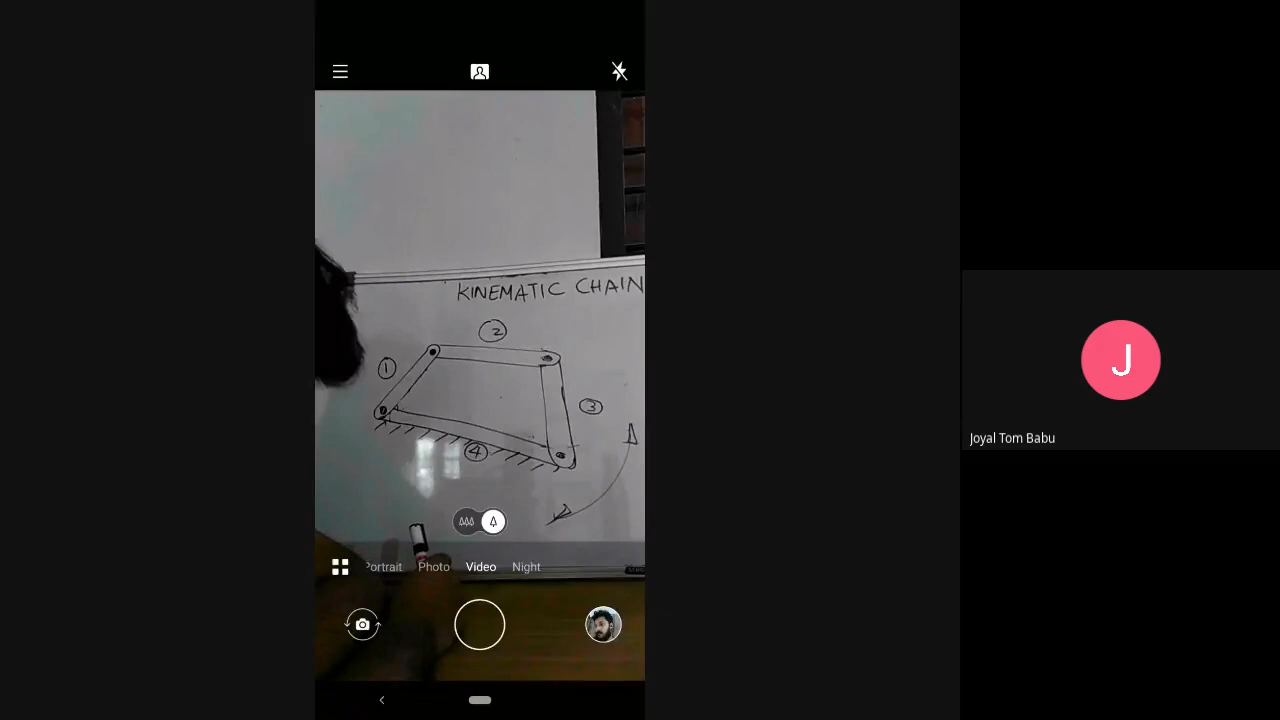 KINEMATIC CHAIN
②
①
③
④
Portrait Photo Video Night
J
Joyal Tom Babu